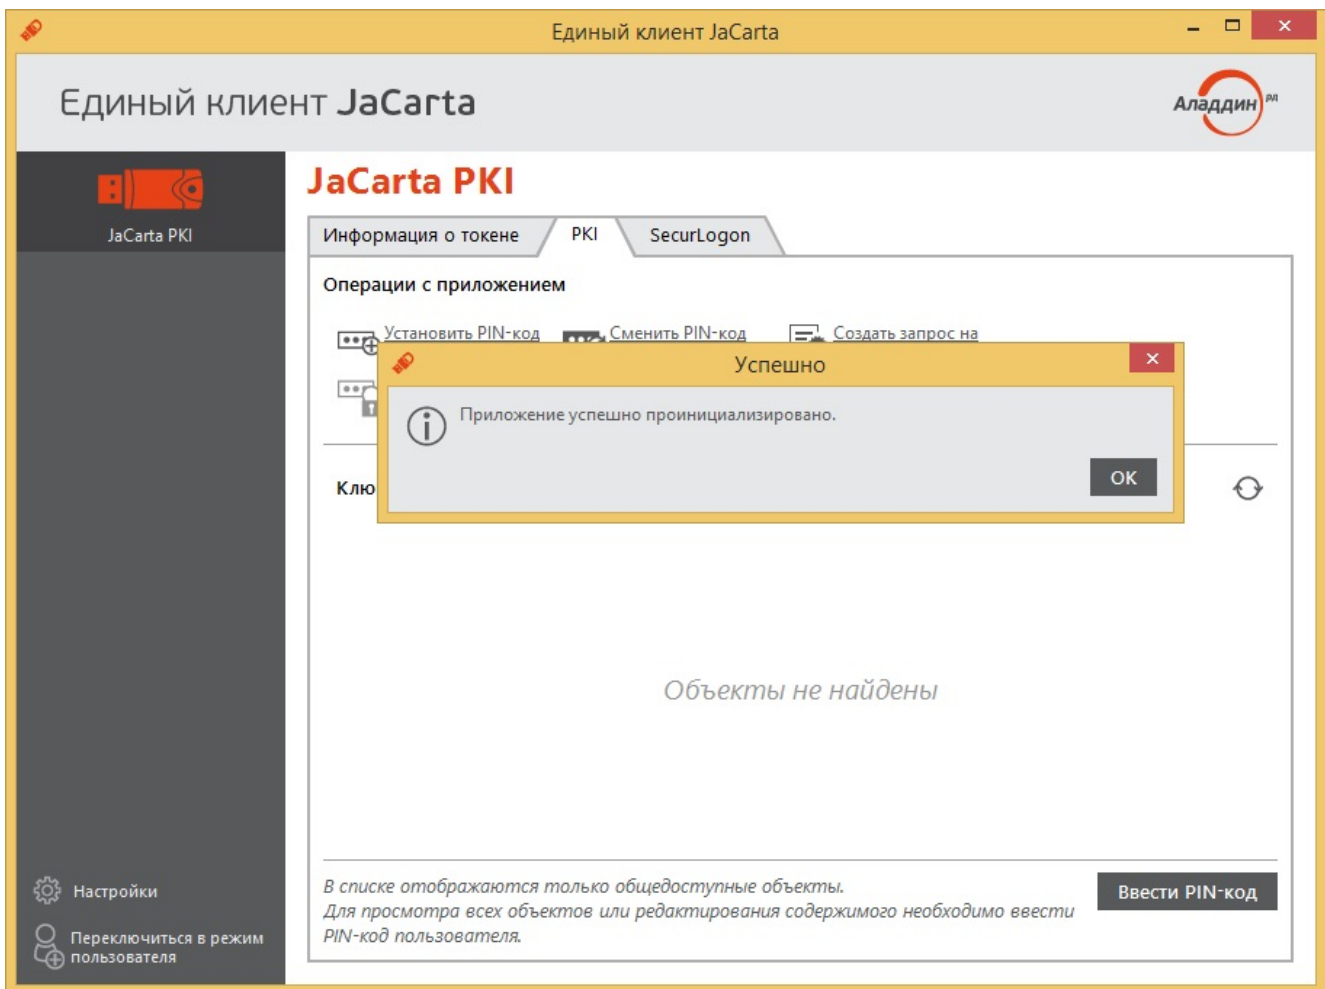 Единый клиент JaCarta
Единый клиент JaCarta
Аладдин РД
JaCarta PKI
JaCarta PKI
Информация о токене PKI SecurLogon
Операции с приложением
Установить PIN-код Сменить PIN-код Создать запрос на
Успешно
Приложение успешно проинициализировано.
OK
Клю
Объекты не найдены
В списке отображаются только общедоступные объекты.
Для просмотра всех объектов или редактирования содержимого необходимо ввести
PIN-код пользователя.
Ввести PIN-код
Настройки
Переключиться в режим
пользователя